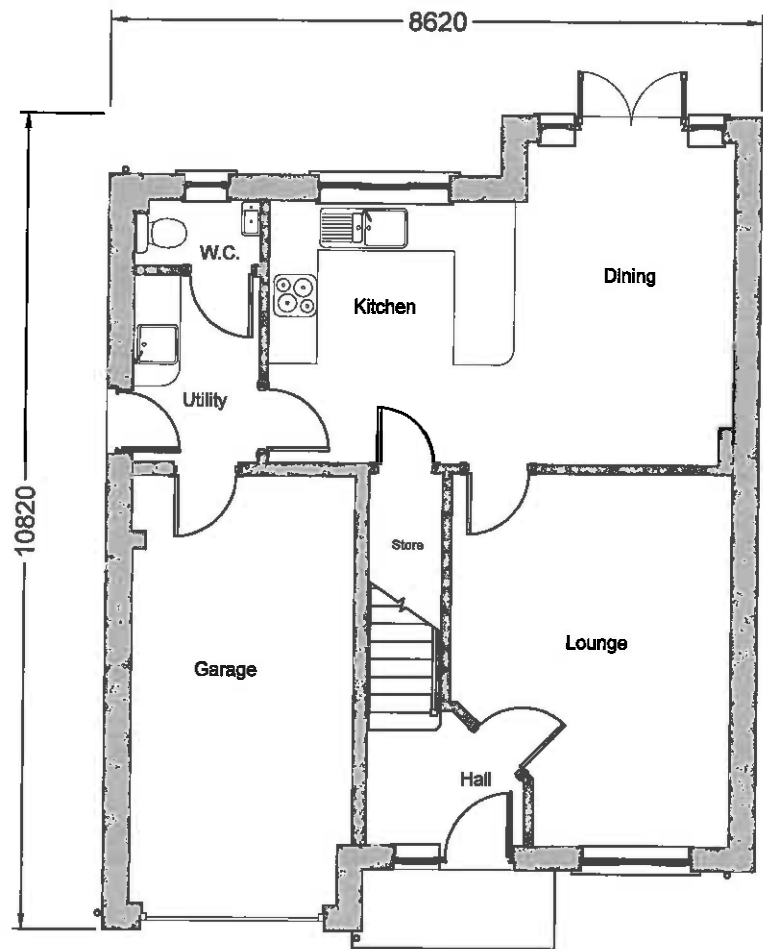 8620
10820
W.C.
Kitchen
Dining
Utility
Store
Garage
Lounge
Hall